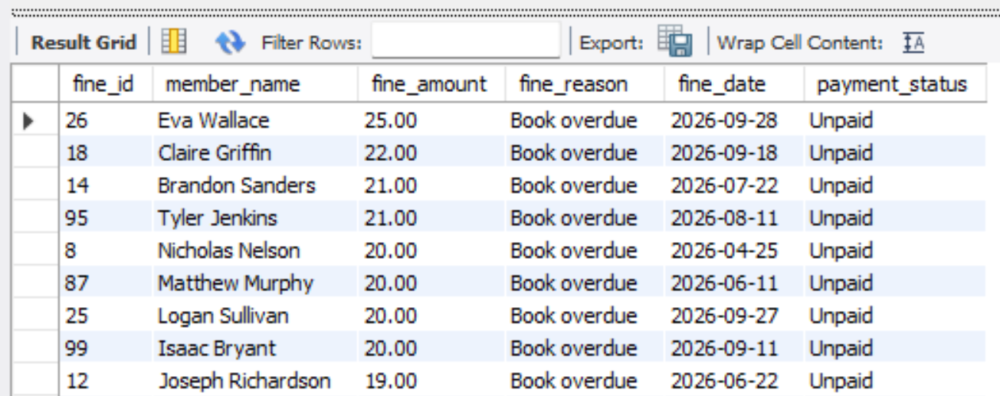 Result Grid Filter Rows: Export: Wrap Cell Content: IA
fine_id member_name fine_amount fine_reason fine_date payment_status
26 Eva Wallace 25.00 Book overdue 2026-09-28 Unpaid
18 Claire Griffin 22.00 Book overdue 2026-09-18 Unpaid
14 Brandon Sanders 21.00 Book overdue 2026-07-22 Unpaid
95 Tyler Jenkins 21.00 Book overdue 2026-08-11 Unpaid
8 Nicholas Nelson 20.00 Book overdue 2026-04-25 Unpaid
87 Matthew Murphy 20.00 Book overdue 2026-06-11 Unpaid
25 Logan Sullivan 20.00 Book overdue 2026-09-27 Unpaid
99 Isaac Bryant 20.00 Book overdue 2026-09-11 Unpaid
12 Joseph Richardson 19.00 Book overdue 2026-06-22 Unpaid